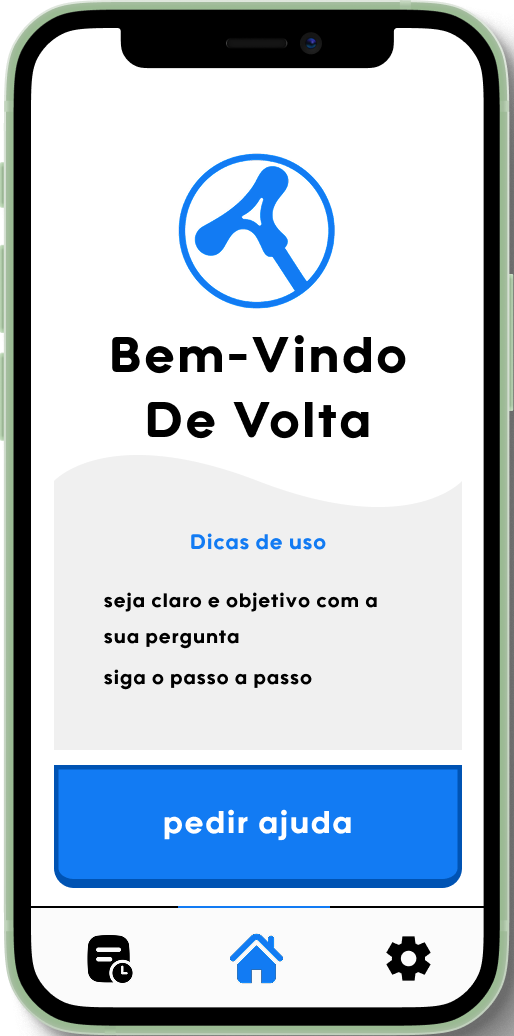 Bem-Vindo
De Volta
Dicas de uso
seja claro e objetivo com a
sua pergunta
siga o passo a passo
pedir ajuda